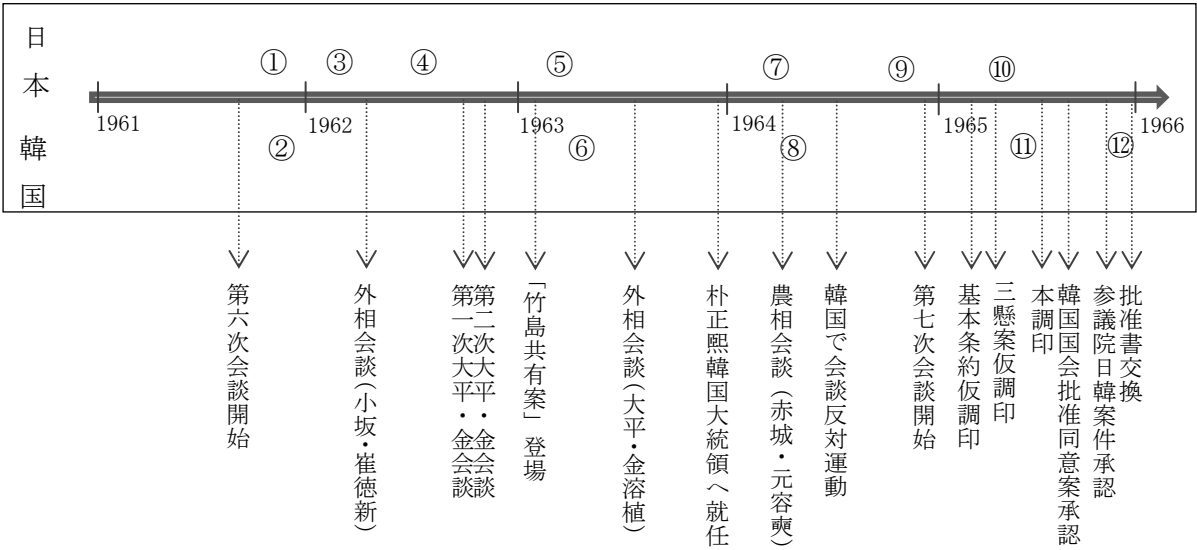 日本
① ③ ④ ⑤ ⑦ ⑨ ⑩
1961 1962 1963 1964 1965 1966
韓国
② ⑥ ⑧ ⑪ ⑫
第六次会談開始
外相会談(小坂・崔徳新)
第一次大平・金会談
第二次大平・金会談
「竹島共有案」登場
外相会談(大平・金溶植)
朴正熙韓国大統領へ就任
農相会談(赤城・元容奭)
韓国で会談反対運動
第七次会談開始
基本条約仮調印
三懸案仮調印
本調印
韓国国会批准同意案承認
参議院日韓案件承認
批准書交換